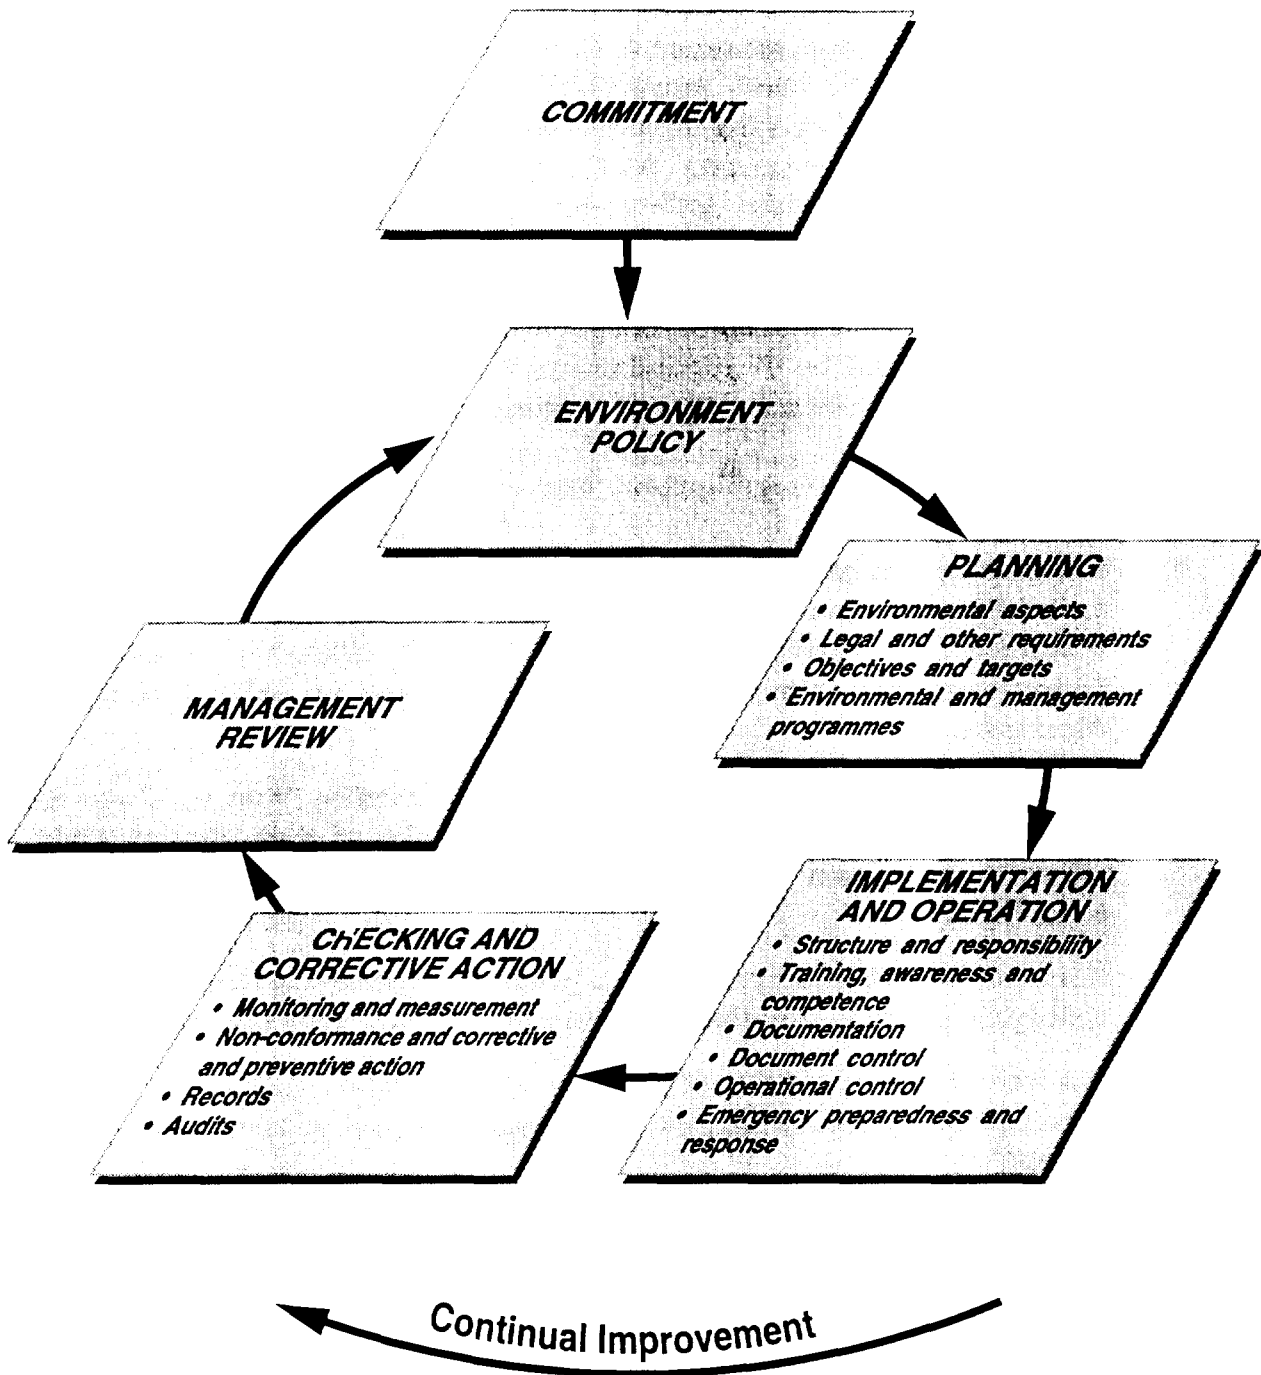 COMMITMENT
ENVIRONMENT
POLICY
PLANNING
• Environmental aspects
• Legal and other requirements
• Objectives and targets
• Environmental and management
programmes
MANAGEMENT
REVIEW
IMPLEMENTATION
AND OPERATION
• Structure and responsibility
• Training, awareness and
competence
• Documentation
• Document control
• Operational control
• Emergency preparedness and
response
CHECKING AND
CORRECTIVE ACTION
• Monitoring and measurement
• Non-conformance and corrective
and preventive action
• Records
• Audits
Continual Improvement